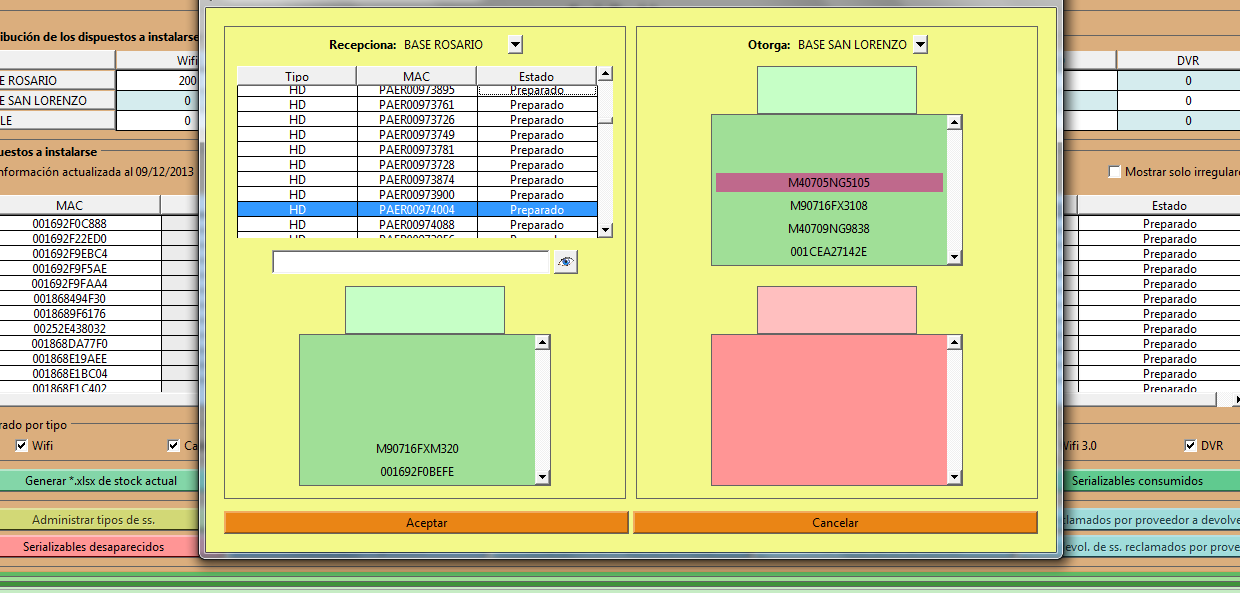 ibución de los dispuestos a instalarse
Wifi
E ROSARIO 200
E SAN LORENZO 0
LE 0
uestos a instalarse
nformación actualizada al 09/12/2013
MAC
001692F0C888
001692F22ED0
001692F9EBC4
001692F9F5AE
001692F9FAA4
001868494F30
0018689F6176
00252E438032
001868DA77F0
001868E19AEE
001868E1BC04
001868E1C402
rado por tipo
Wifi
Ca
Generar *.xlsx de stock actual
Administrar tipos de ss.
Serializables desaparecidos
Recepciona: BASE ROSARIO
Tipo MAC Estado
HD PAER00973895 Preparado
HD PAER00973761 Preparado
HD PAER00973726 Preparado
HD PAER00973749 Preparado
HD PAER00973781 Preparado
HD PAER00973728 Preparado
HD PAER00973874 Preparado
HD PAER00973900 Preparado
HD PAER00974004 Preparado
HD PAER00974088 Preparado
M90716FXM320
001692F0BEFE
Aceptar
Otorga: BASE SAN LORENZO
M40705NG5105
M90716FX3108
M40709NG9838
001CEA27142E
Cancelar
DVR
0
0
0
Mostrar solo irregulare
Estado
Preparado
Preparado
Preparado
Preparado
Preparado
Preparado
Preparado
Preparado
Preparado
Preparado
Preparado
Preparado
Wifi 3.0
DVR
Serializables consumidos
clamados por proveedor a devolve
evol. de ss. reclamados por prove